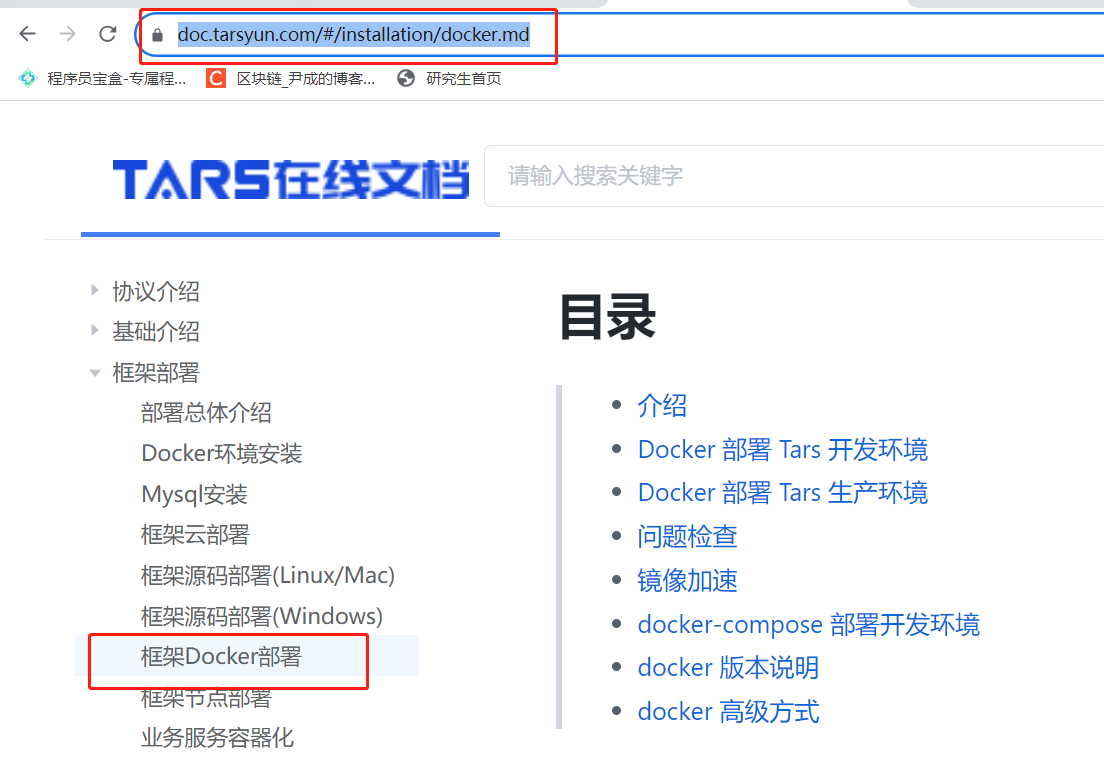 doc.tarsyun.com/#/installation/docker.md
程序员宝盒-专属程...
区块链_尹成的博客...
研究生首页
TARS在线文档
请输入搜索关键字
协议介绍
基础介绍
框架部署
部署总体介绍
Docker环境安装
Mysql安装
框架云部署
框架源码部署(Linux/Mac)
框架源码部署(Windows)
框架Docker部署
框架节点部署
业务服务容器化
目录
介绍
Docker 部署 Tars 开发环境
Docker 部署 Tars 生产环境
问题检查
镜像加速
docker-compose 部署开发环境
docker 版本说明
docker 高级方式